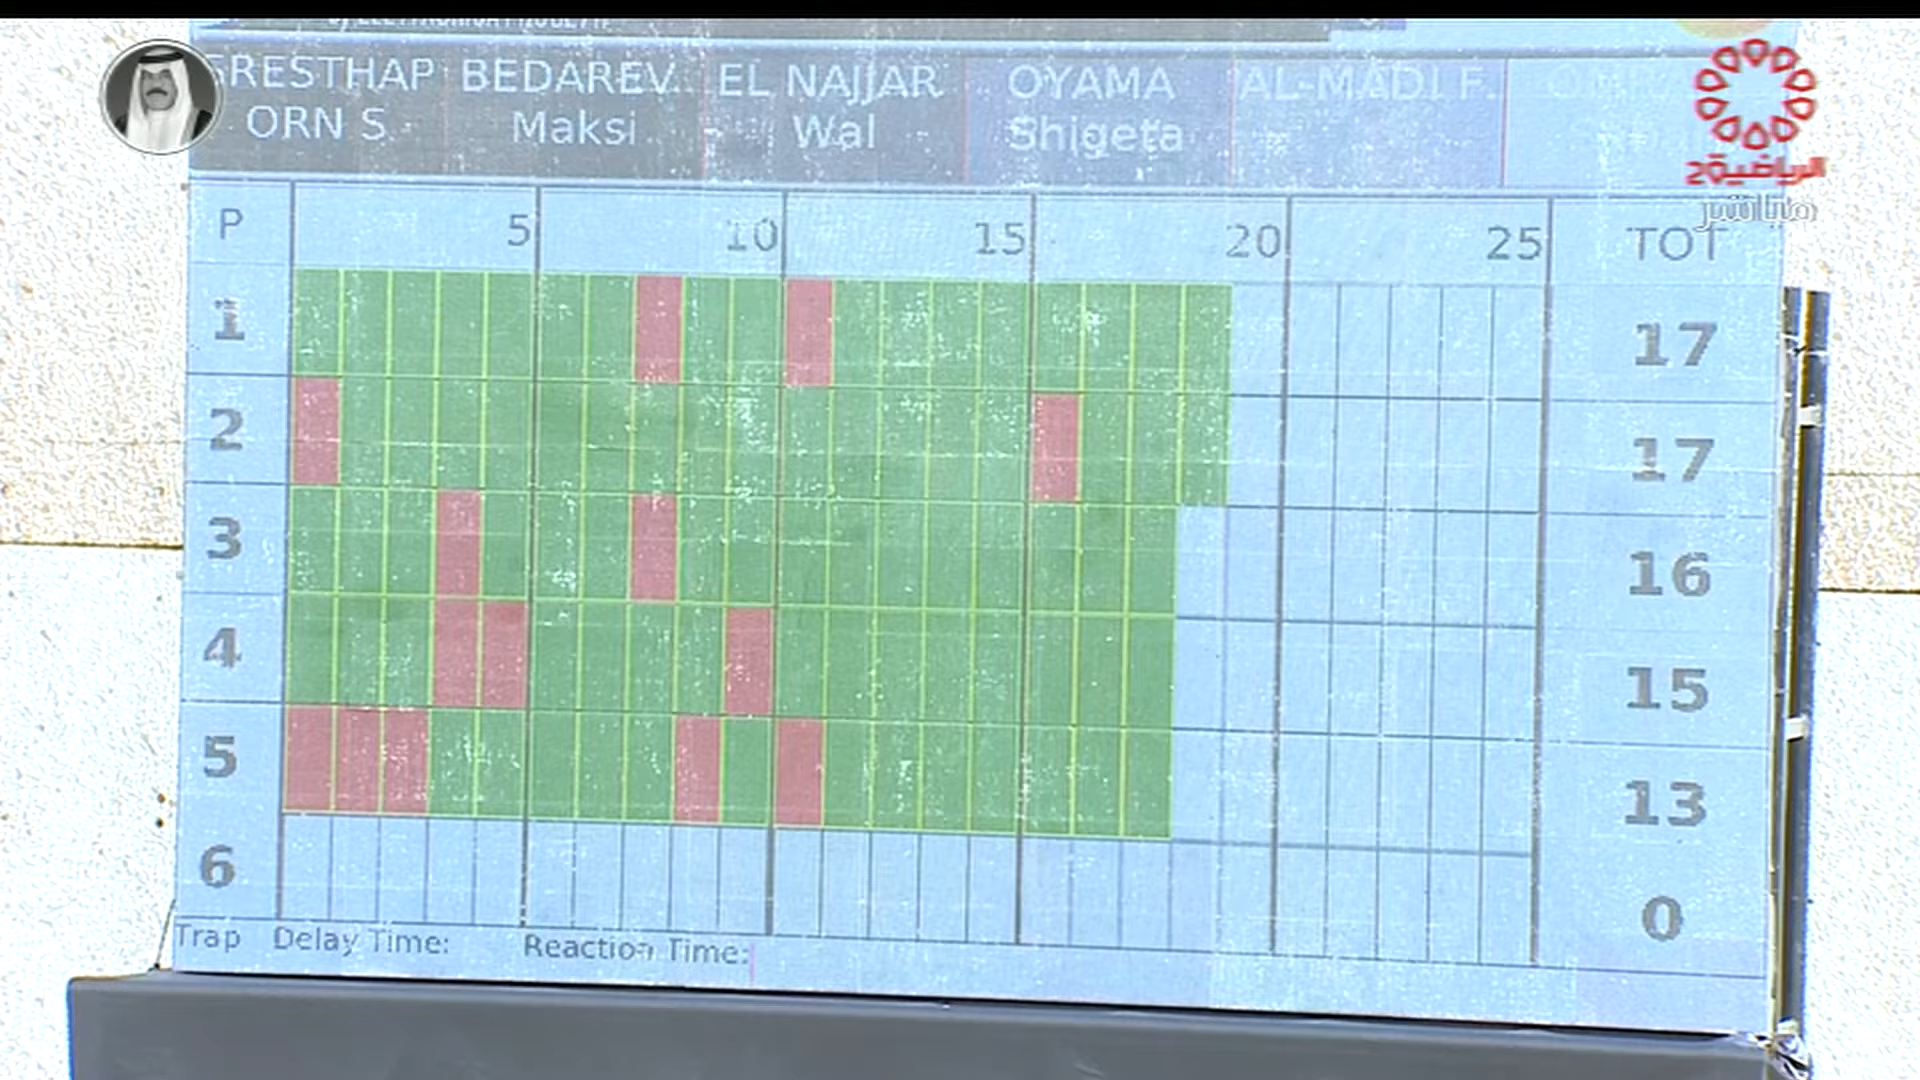 SRESTHAP BEDAREV. EL NAJJAR OYAMA AL-MADI F.
ORN S Maksi Wal Shigeta
الرياضية2
مباشر
P 5 10 15 20 25 TOT
1 17
2 17
3 16
4 15
5 13
6 0
Trap Delay Time: Reaction Time: